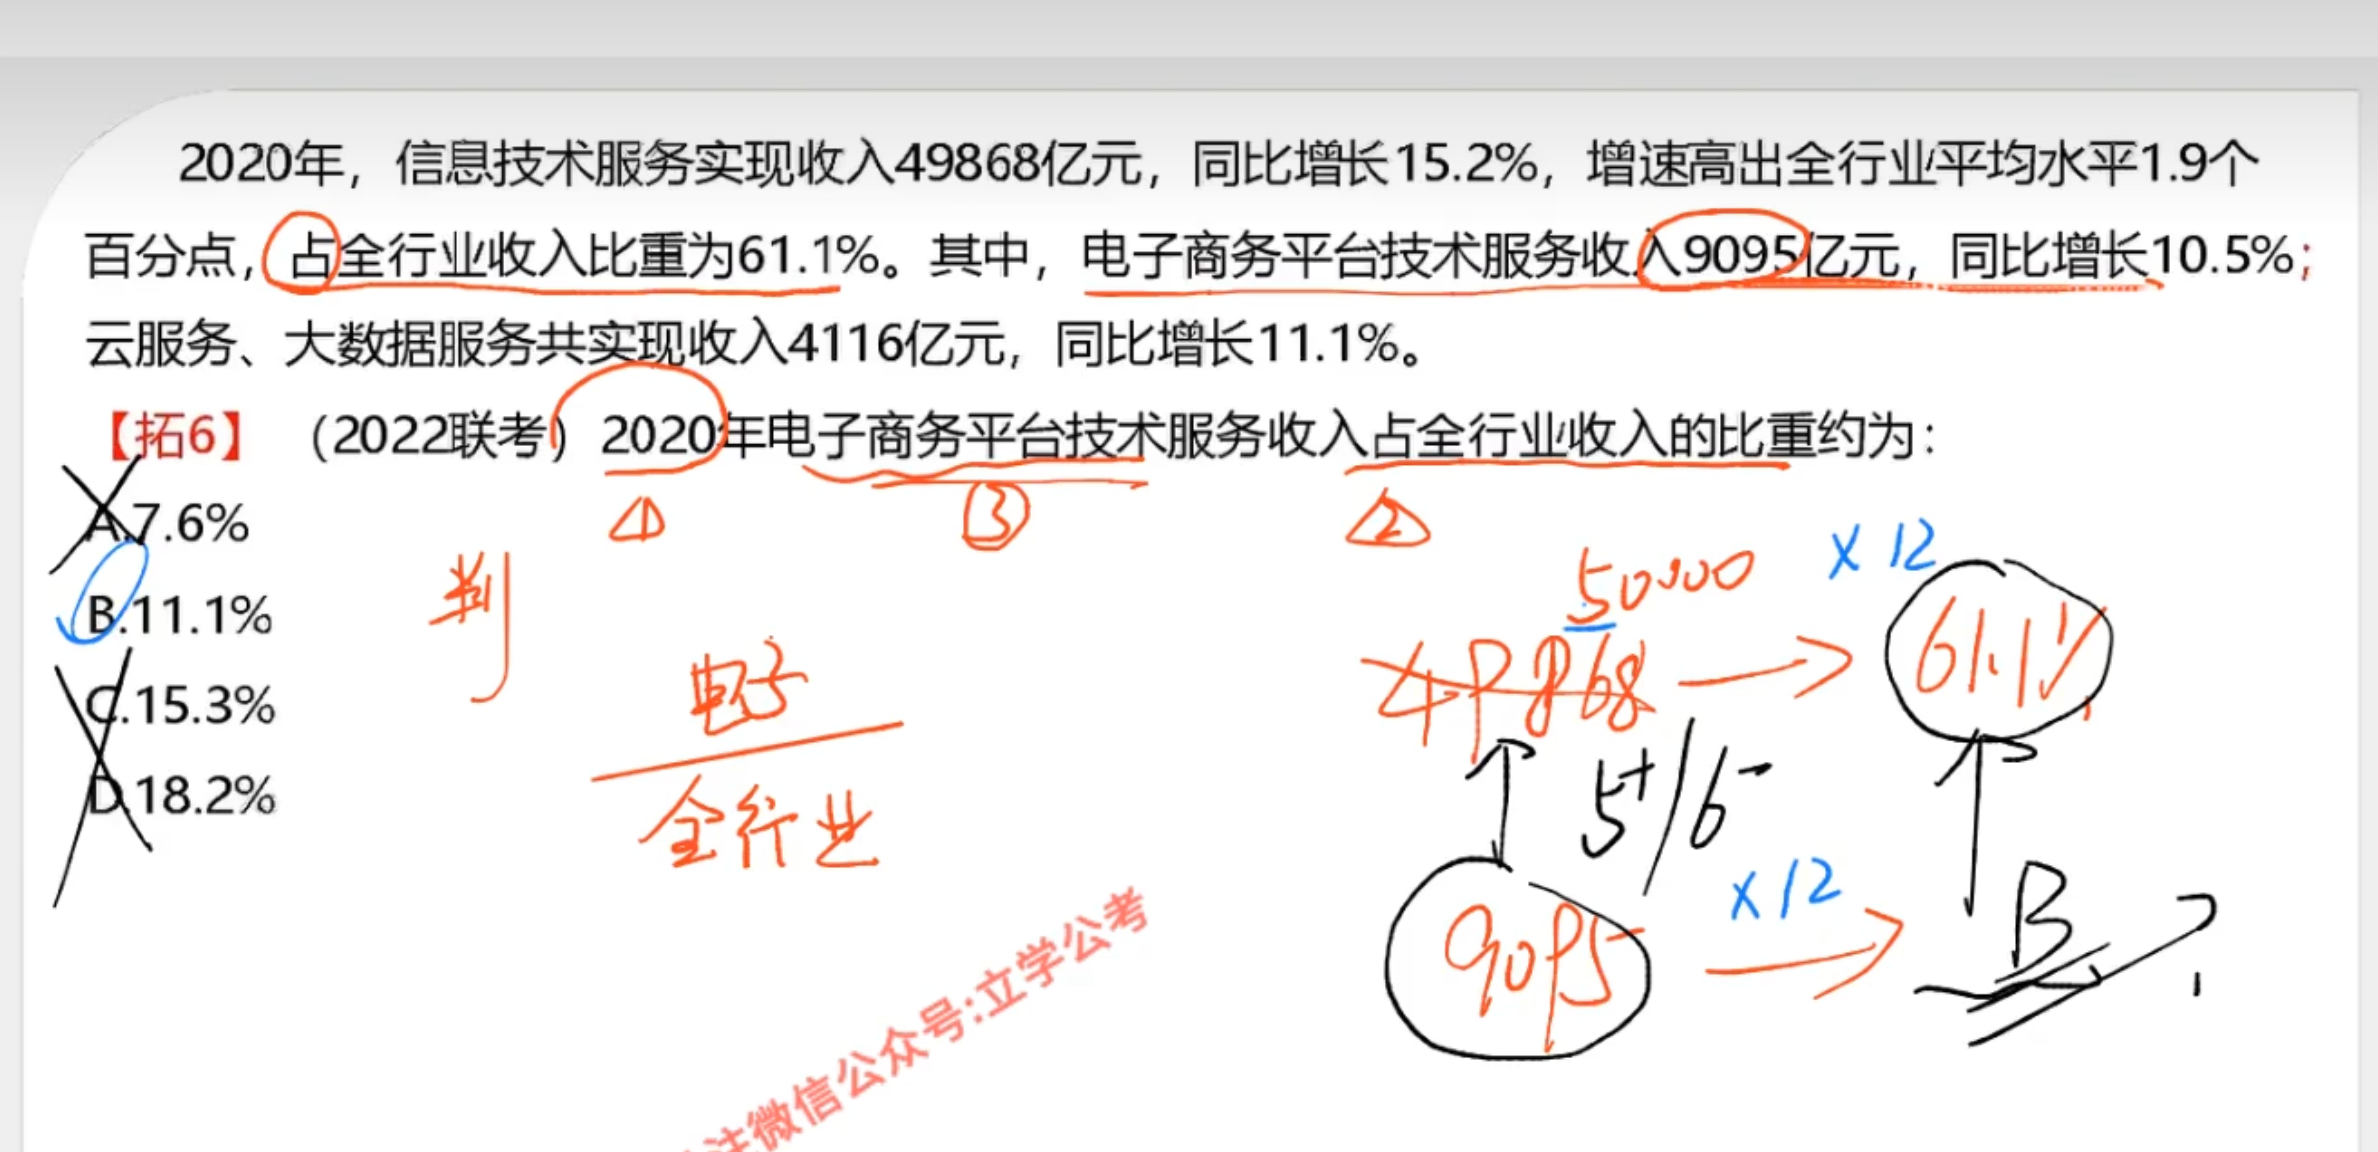 2020年，信息技术服务实现收入49868亿元，同比增长15.2%，增速高出全行业平均水平1.9个
百分点，占全行业收入比重为61.1%。其中，电子商务平台技术服务收入9095亿元，同比增长10.5%；
云服务、大数据服务共实现收入4116亿元，同比增长11.1%。
【拓6】（2022联考）2020年电子商务平台技术服务收入占全行业收入的比重约为：
① ③ ②
A.7.6%
B.11.1%
C.15.3%
D.18.2%
判
电子
全行业
50000 ×12
49868 → 61.1%
5+/6-
×12
9095 → B ?
注微信公众号:立学公考